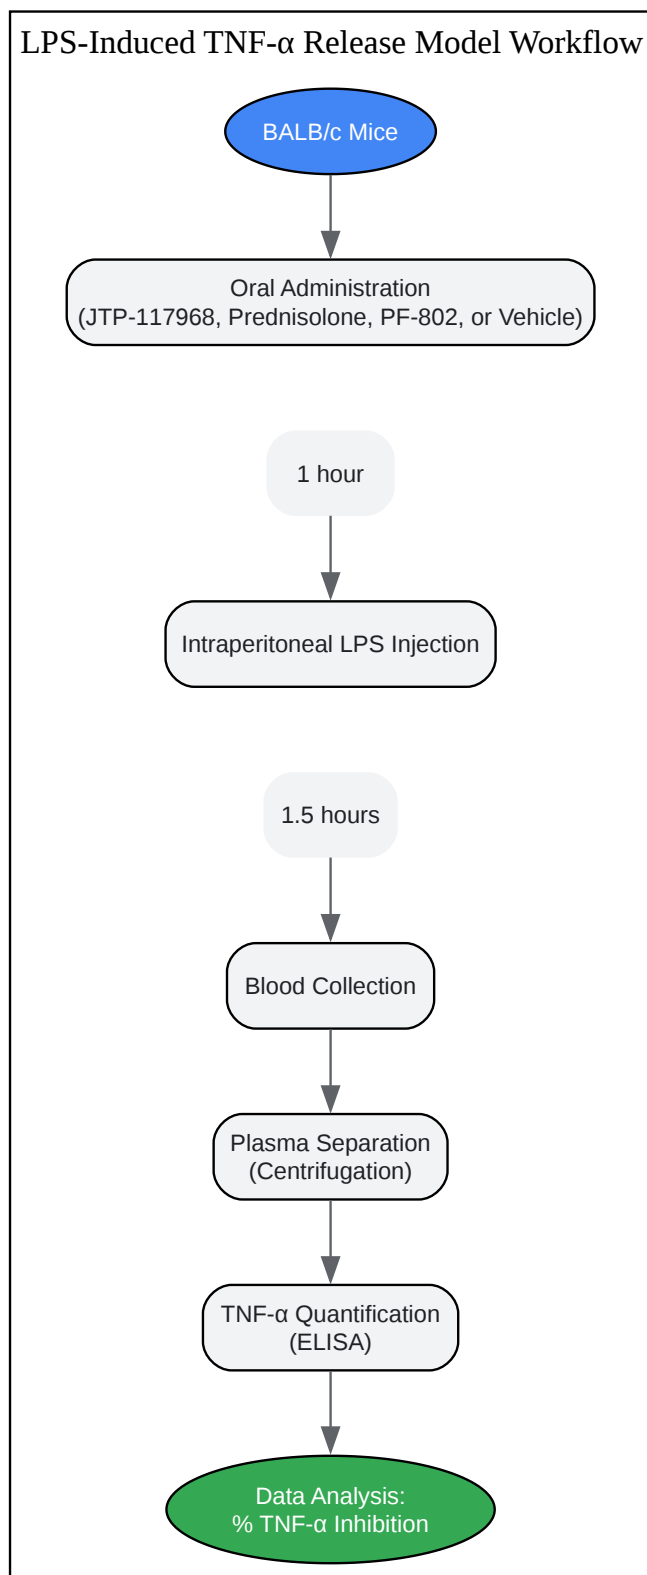 LPS-Induced TNF-α Release Model Workflow
BALB/c Mice
Oral Administration
(JTP-117968, Prednisolone, PF-802, or Vehicle)
1 hour
Intraperitoneal LPS Injection
1.5 hours
Blood Collection
Plasma Separation
(Centrifugation)
TNF-α Quantification
(ELISA)
Data Analysis:
% TNF-α Inhibition